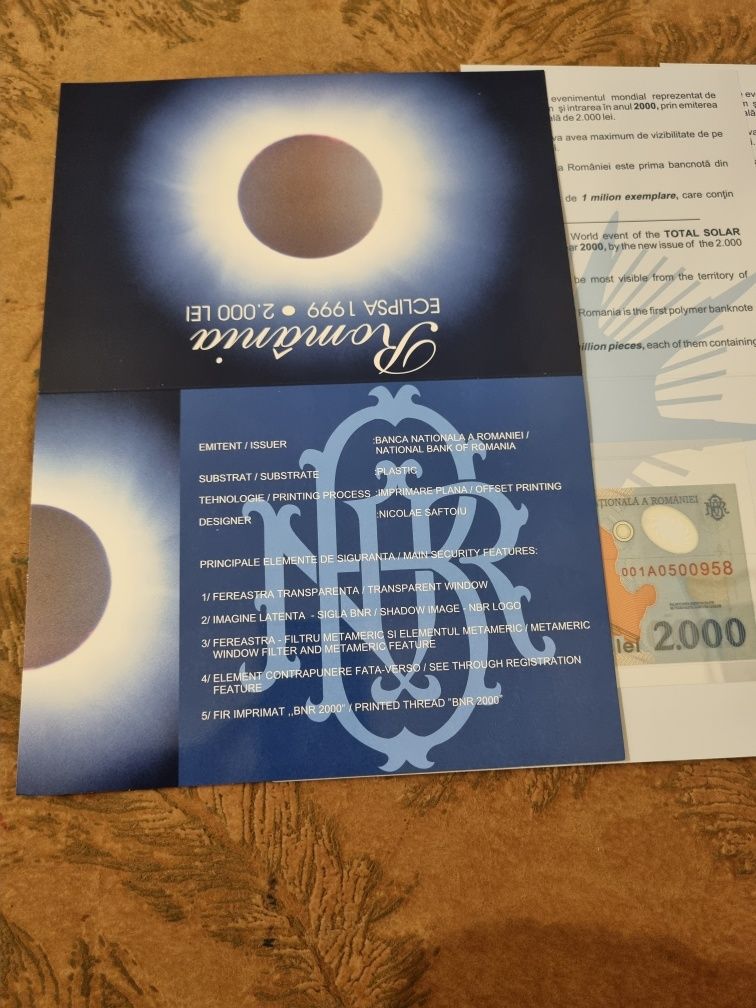 România
ECLIPSA 1999 ● 2.000 LEI
EMITENT / ISSUER :BANCA NATIONALA A ROMANIEI /
NATIONAL BANK OF ROMANIA
SUBSTRAT / SUBSTRATE :PLASTIC
TEHNOLOGIE / PRINTING PROCESS :IMPRIMARE PLANA / OFFSET PRINTING
DESIGNER :NICOLAE SAFTOIU
PRINCIPALE ELEMENTE DE SIGURANTA / MAIN SECURITY FEATURES:
1/ FEREASTRA TRANSPARENTA / TRANSPARENT WINDOW
2/ IMAGINE LATENTA - SIGLA BNR / SHADOW IMAGE - NBR LOGO
3/ FEREASTRA - FILTRU METAMERIC SI ELEMENTUL METAMERIC / METAMERIC
WINDOW FILTER AND METAMERIC FEATURE
4/ ELEMENT CONTRAPUNERE FATA-VERSO / SEE THROUGH REGISTRATION
FEATURE
5/ FIR IMPRIMAT ,,BNR 2000" / PRINTED THREAD "BNR 2000"
evenimentul mondial reprezentat de
și intrarea în anul 2000, prin emiterea
de 2.000 lei.
va avea maximum de vizibilitate de pe
a României este prima bancnotă din
de 1 milion exemplare, care conțin
World event of the TOTAL SOLAR
2000, by the new issue of the 2.000
be most visible from the territory of
Romania is the first polymer banknote
pieces, each of them containing
A ROMÂNIEI
001A0500958
lei 2.000